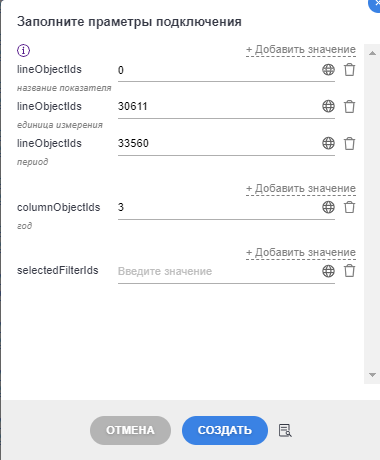 Заполните праметры подключения
+ Добавить значение
lineObjectIds 0
название показателя
lineObjectIds 30611
единица измерения
lineObjectIds 33560
период
+ Добавить значение
columnObjectIds 3
год
+ Добавить значение
selectedFilterIds Введите значение
ОТМЕНА СОЗДАТЬ